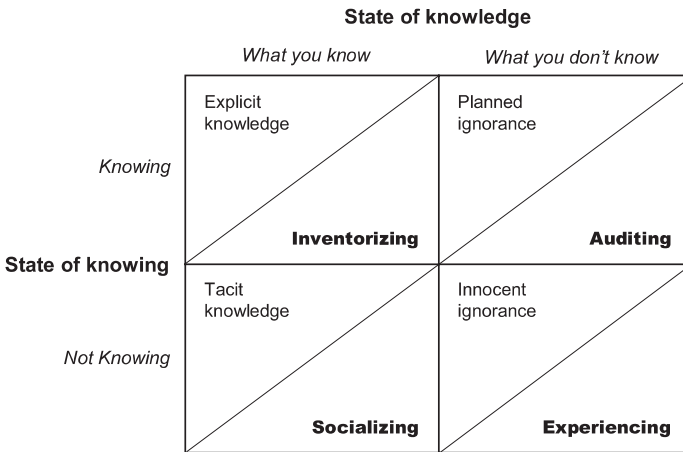 State of knowledge
What you know
What you don't know
Explicit
knowledge
Planned
ignorance
Knowing
Inventorizing
Auditing
State of knowing
Tacit
knowledge
Innocent
ignorance
Not Knowing
Socializing
Experiencing